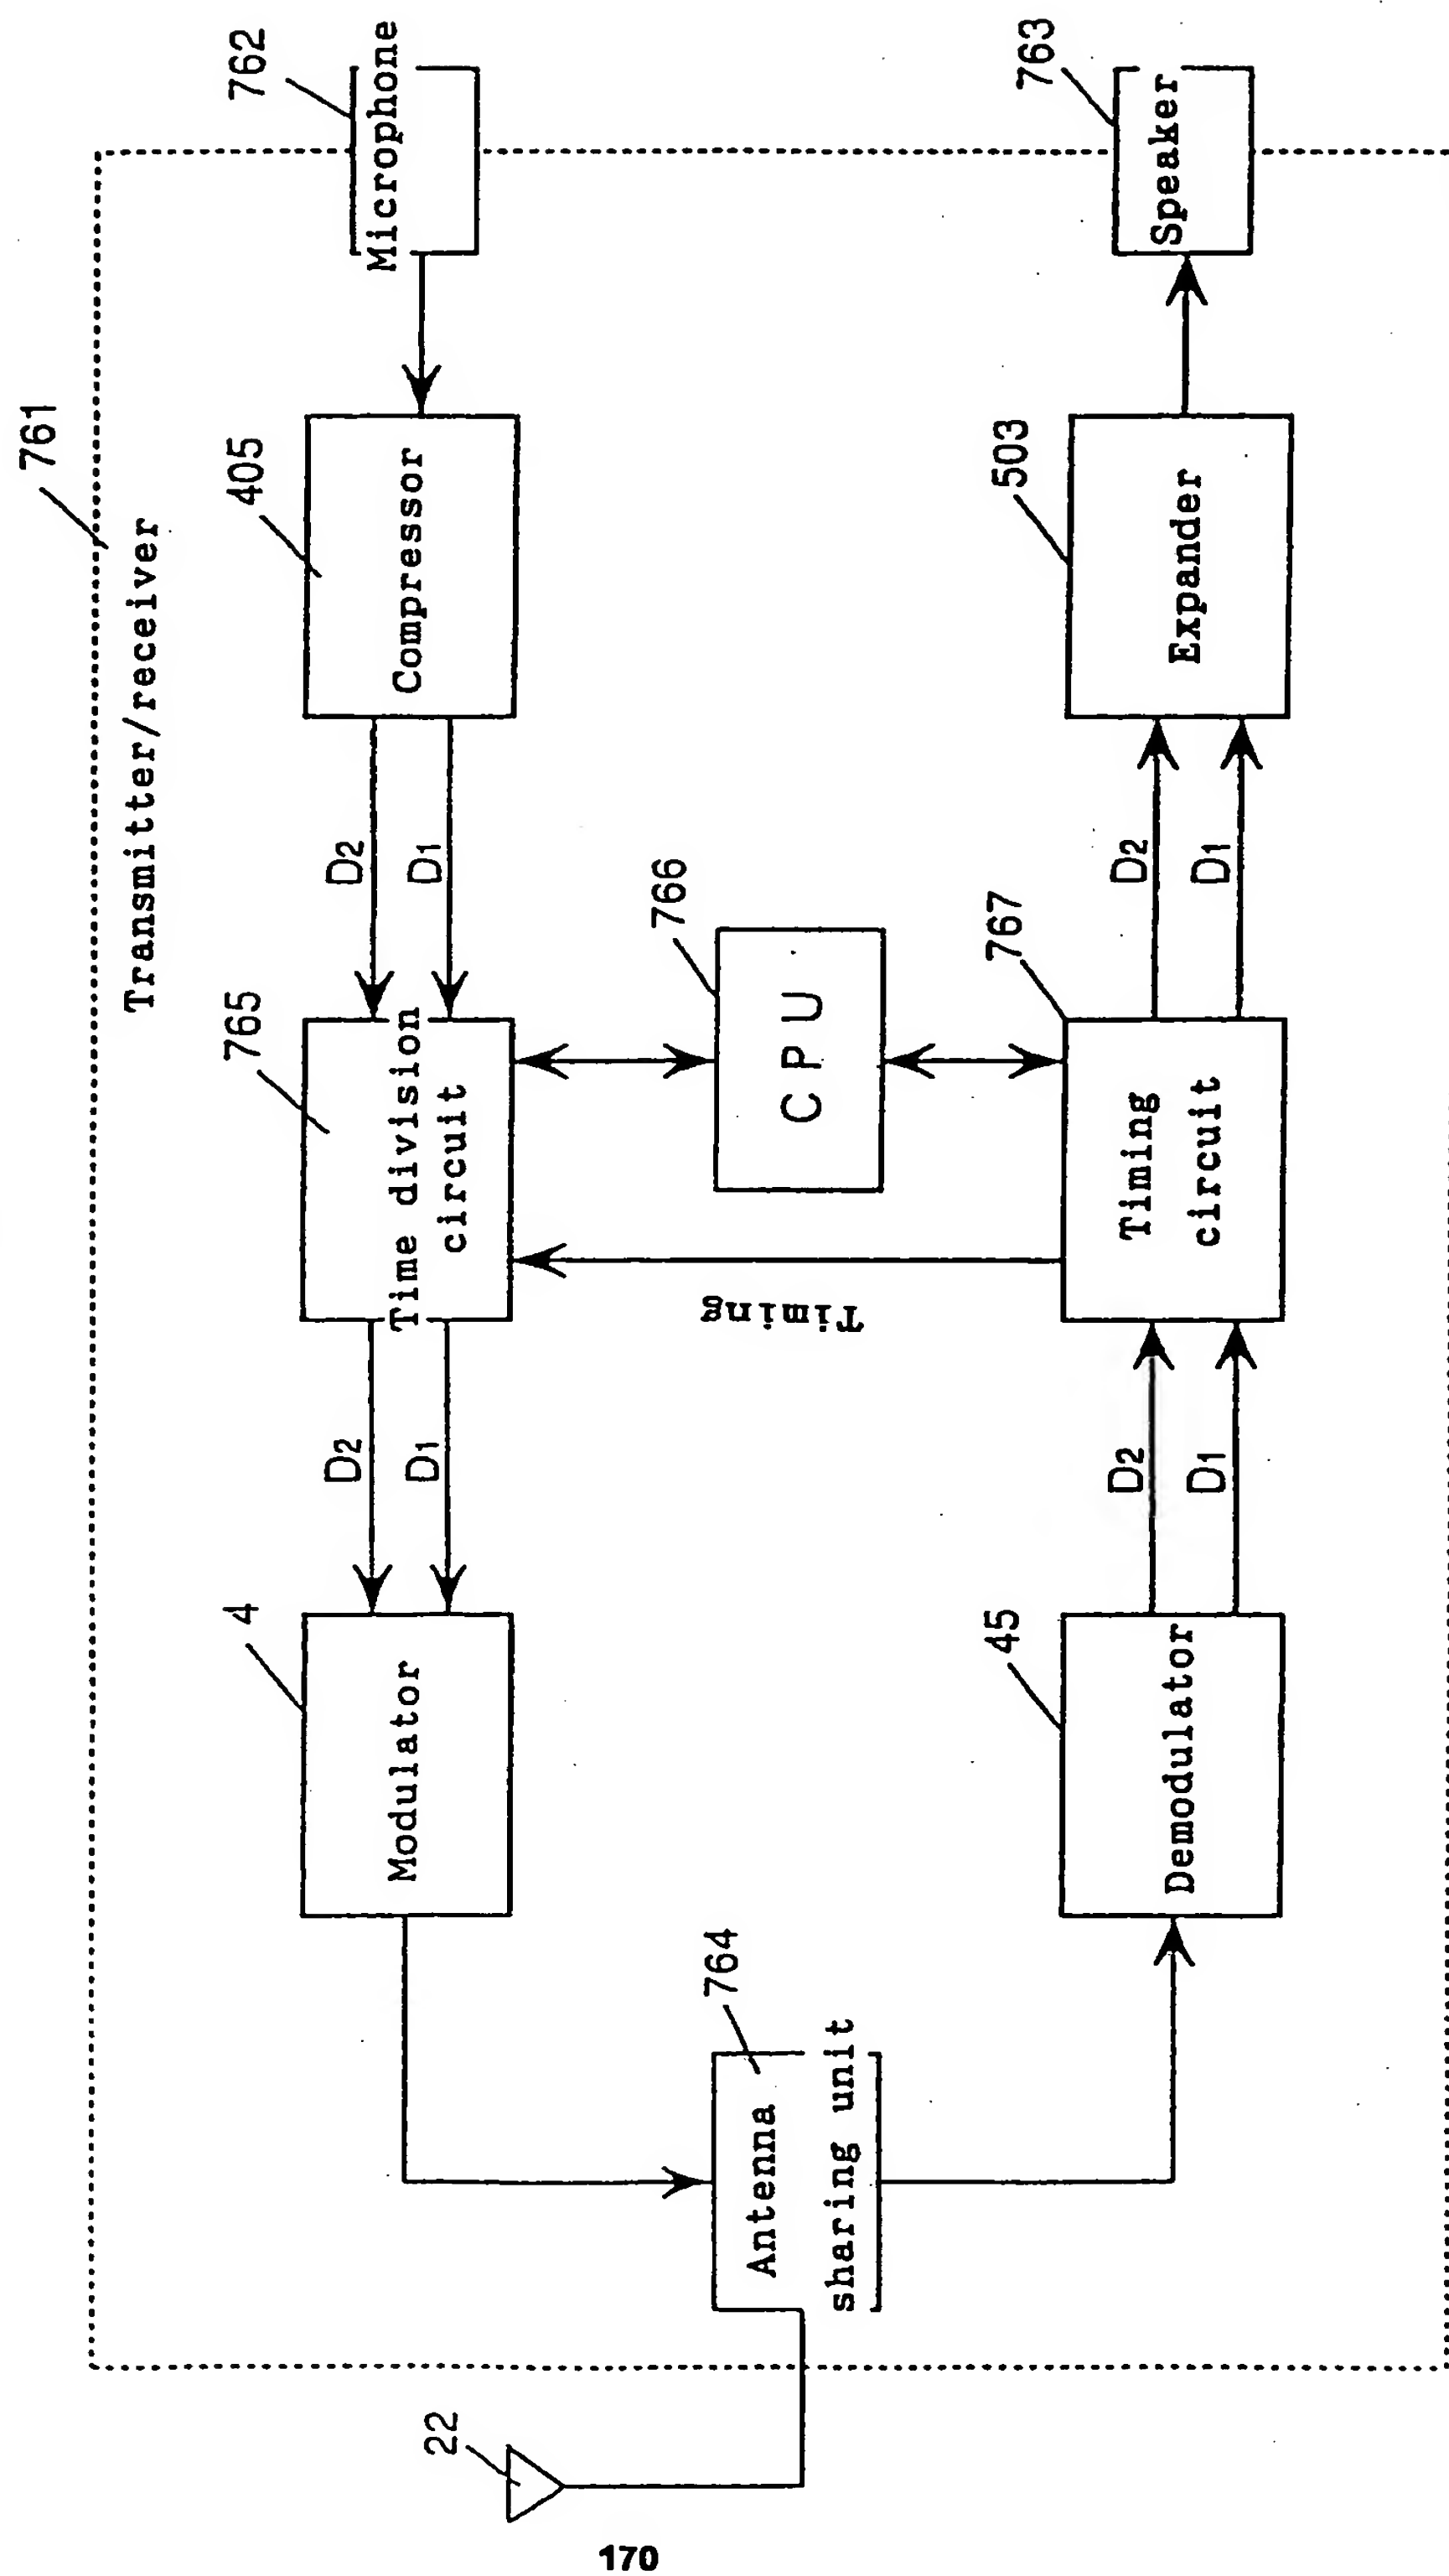 761
Transmitter/receiver
22
4
Modulator
D2
D1
765
Time division
circuit
D2
D1
405
Compressor
762
Microphone
764
Antenna
sharing unit
Timing
766
CPU
45
Demodulator
D2
D1
767
Timing
circuit
D2
D1
503
Expander
763
Speaker
170